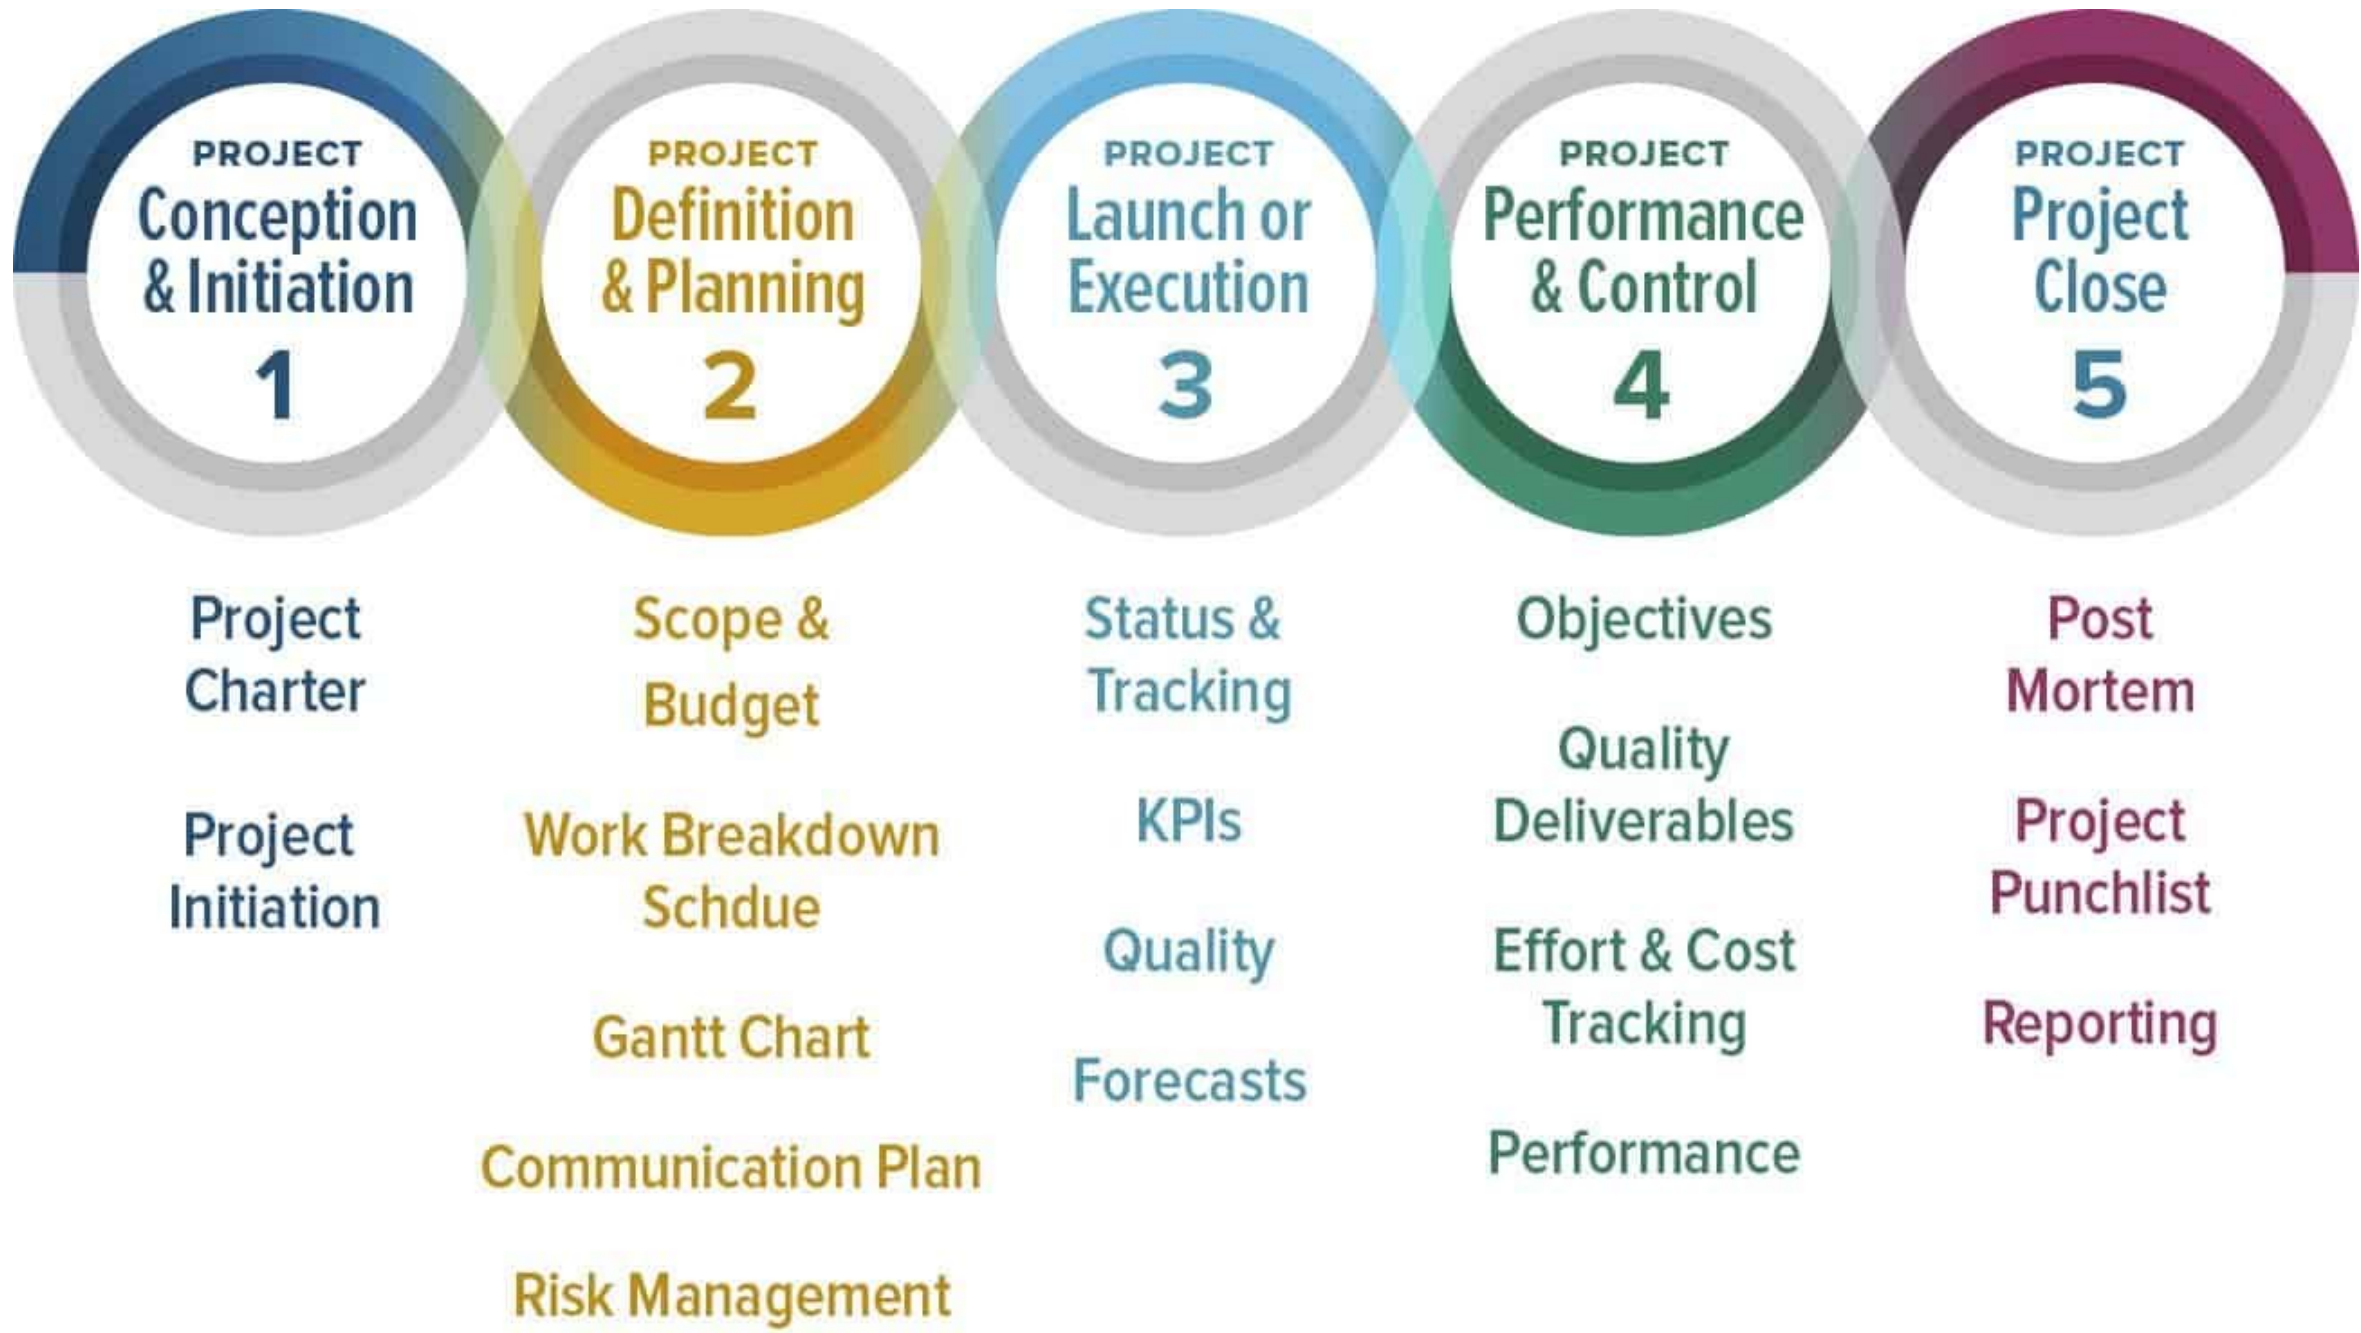 PROJECT
Conception
& Initiation
1
PROJECT
Definition
& Planning
2
PROJECT
Launch or
Execution
3
PROJECT
Performance
& Control
4
PROJECT
Project
Close
5
Project
Charter
Project
Initiation
Scope &
Budget
Work Breakdown
Schdue
Gantt Chart
Communication Plan
Risk Management
Status &
Tracking
KPIs
Quality
Forecasts
Objectives
Quality
Deliverables
Effort & Cost
Tracking
Performance
Post
Mortem
Project
Punchlist
Reporting